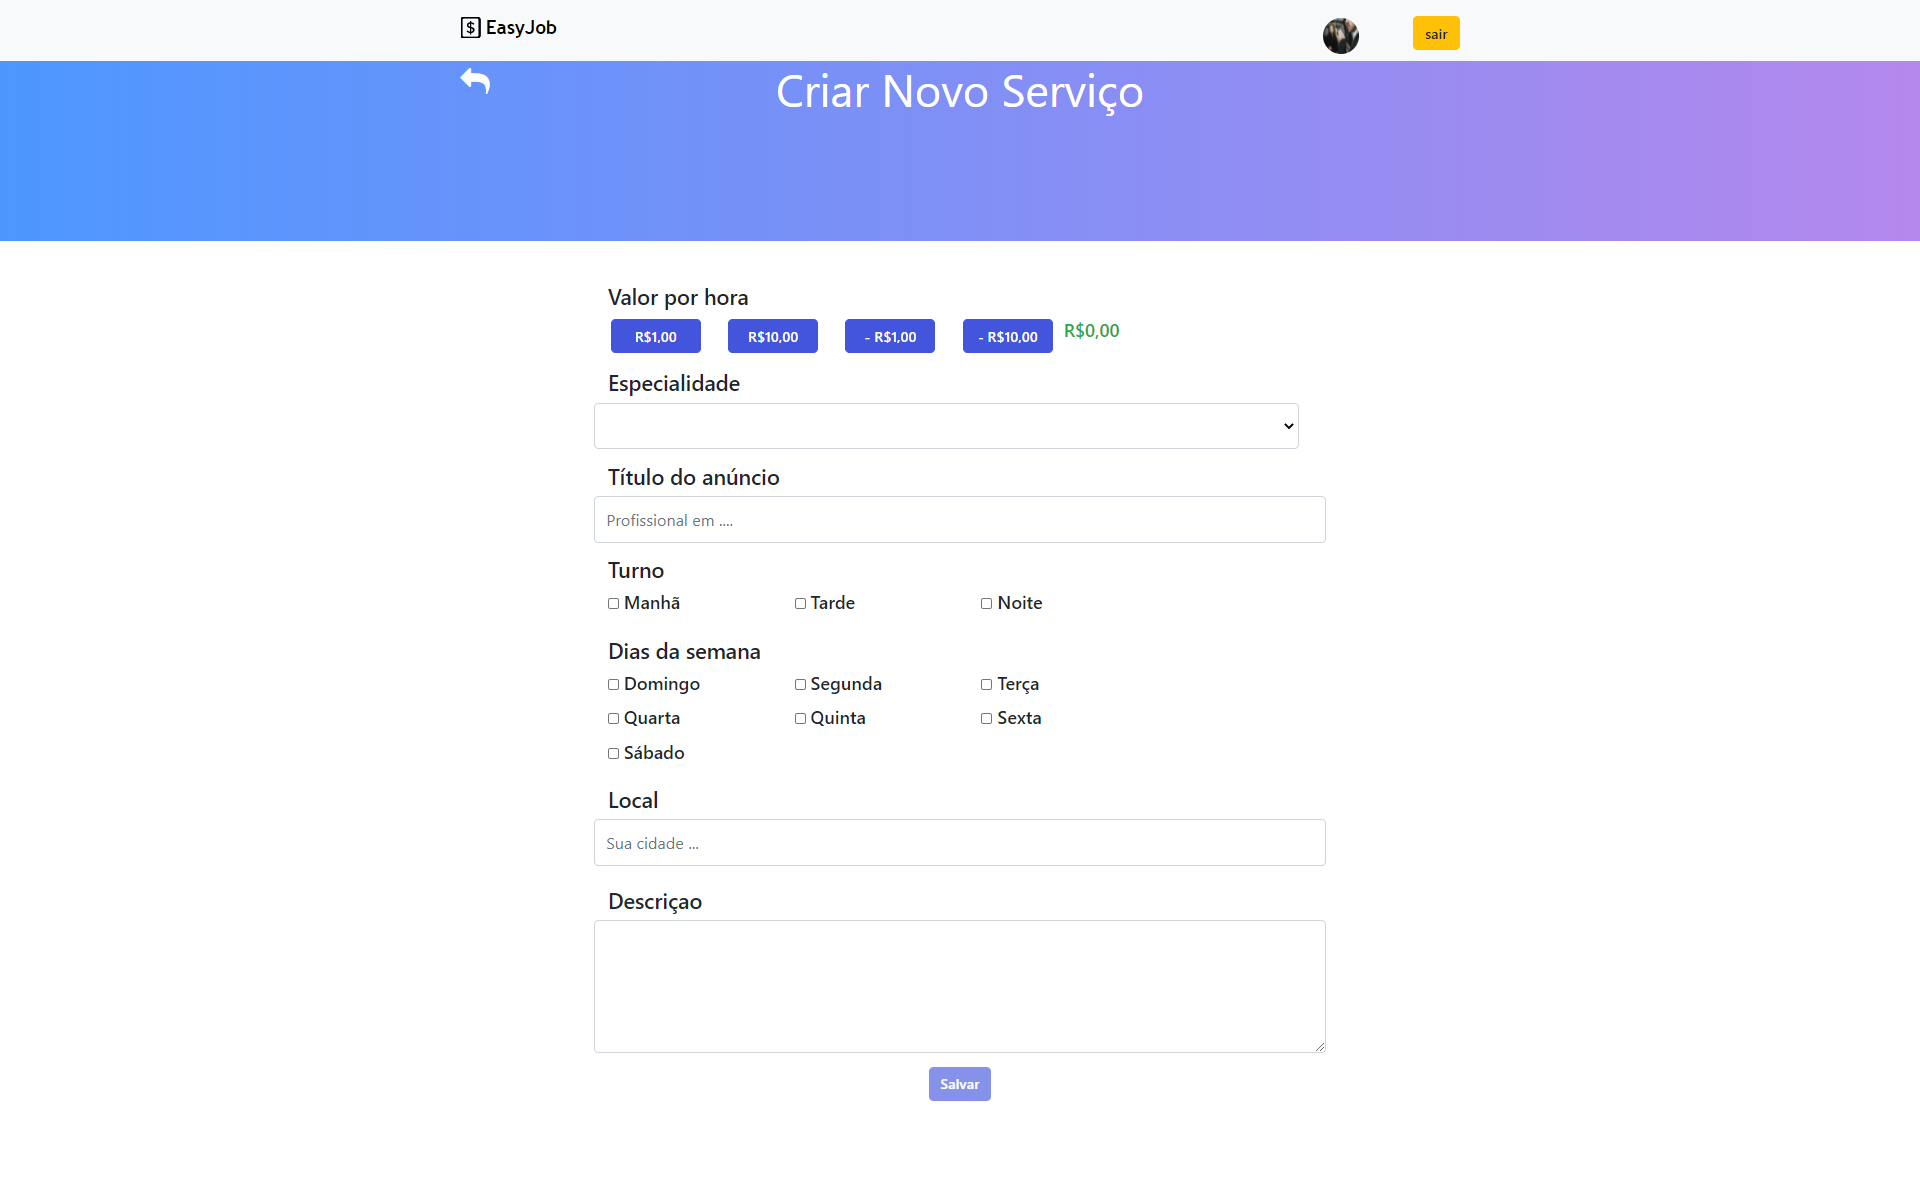 $ EasyJob
sair
Criar Novo Serviço
Valor por hora
R$1,00 R$10,00 - R$1,00 - R$10,00 R$0,00
Especialidade
Título do anúncio
Profissional em ....
Turno
Manhã Tarde Noite
Dias da semana
Domingo Segunda Terça
Quarta Quinta Sexta
Sábado
Local
Sua cidade ...
Descriçao
Salvar